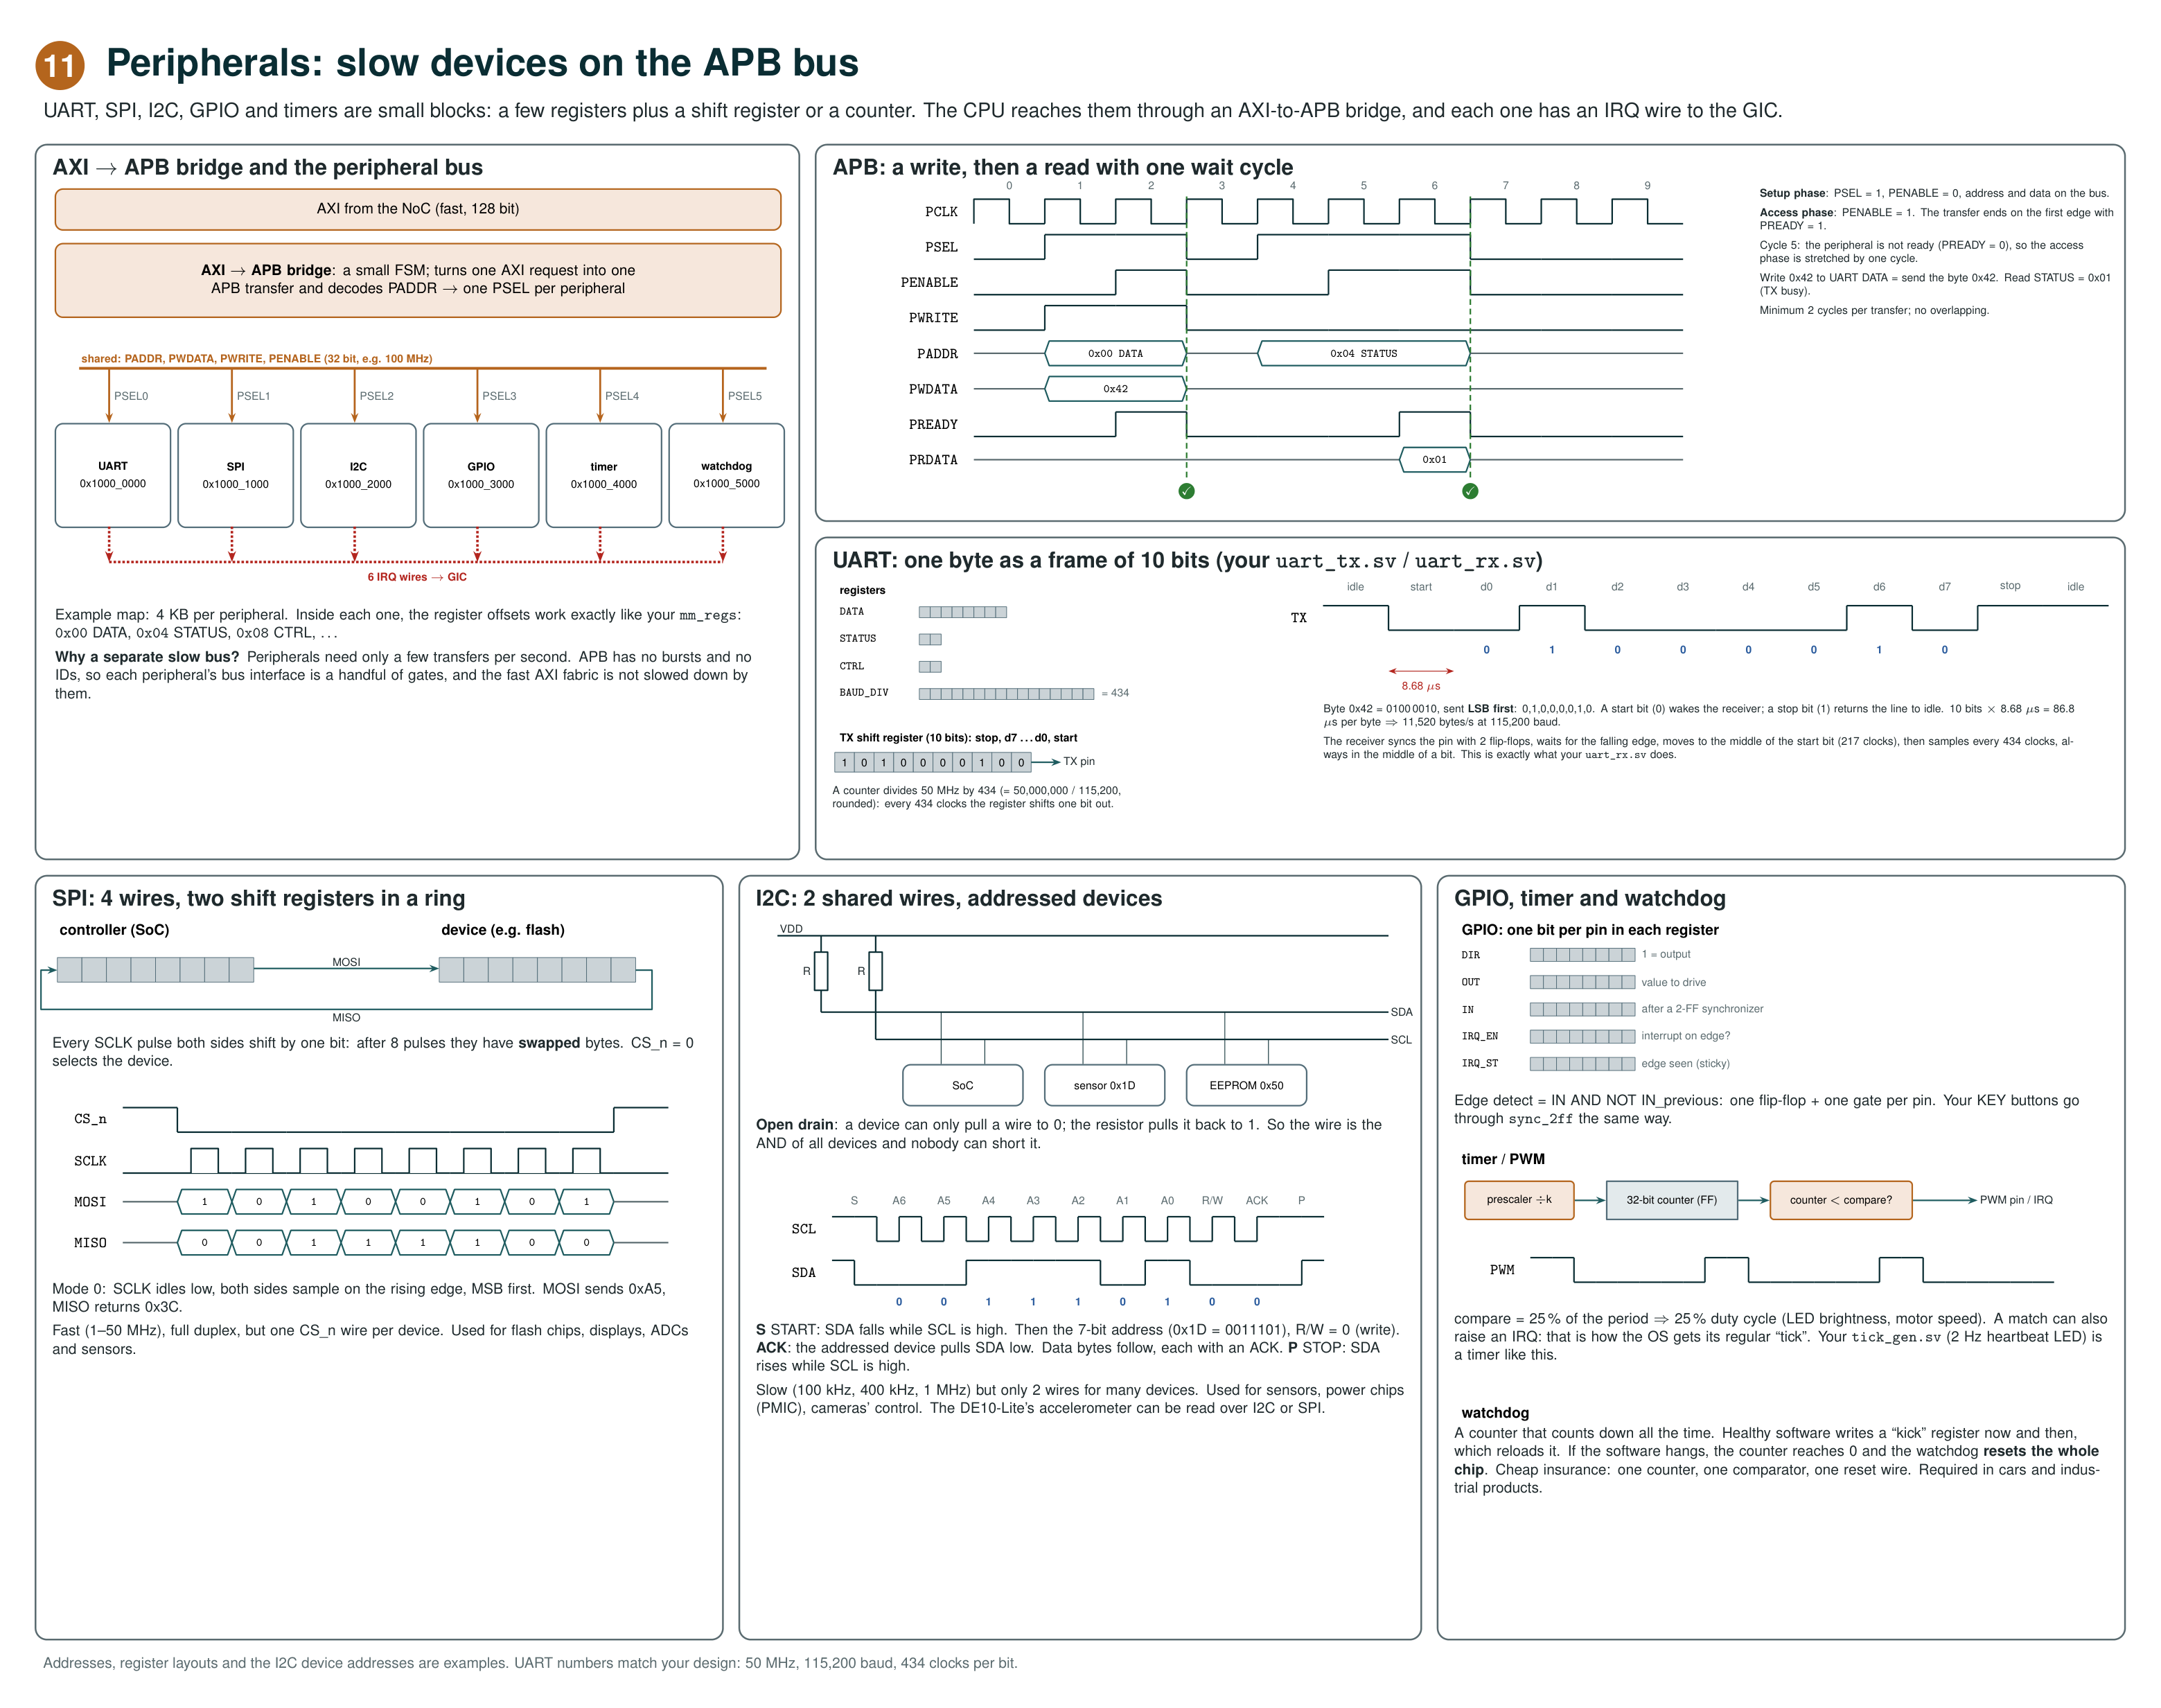 11 Peripherals: slow devices on the APB bus
UART, SPI, I2C, GPIO and timers are small blocks: a few registers plus a shift register or a counter. The CPU reaches them through an AXI-to-APB bridge, and each one has an IRQ wire to the GIC.
AXI → APB bridge and the peripheral bus
AXI from the NoC (fast, 128 bit)
AXI → APB bridge: a small FSM; turns one AXI request into one
APB transfer and decodes PADDR → one PSEL per peripheral
shared: PADDR, PWDATA, PWRITE, PENABLE (32 bit, e.g. 100 MHz)
PSEL0 PSEL1 PSEL2 PSEL3 PSEL4 PSEL5
UART SPI I2C GPIO timer watchdog
0x1000_0000 0x1000_1000 0x1000_2000 0x1000_3000 0x1000_4000 0x1000_5000
6 IRQ wires → GIC
Example map: 4 KB per peripheral. Inside each one, the register offsets work exactly like your mm_regs:
0x00 DATA, 0x04 STATUS, 0x08 CTRL, ...
Why a separate slow bus? Peripherals need only a few transfers per second. APB has no bursts and no
IDs, so each peripheral's bus interface is a handful of gates, and the fast AXI fabric is not slowed down by
them.
APB: a write, then a read with one wait cycle
0 1 2 3 4 5 6 7 8 9
PCLK
PSEL
PENABLE
PWRITE
PADDR 0x00 DATA 0x04 STATUS
PWDATA 0x42
PREADY
PRDATA 0x01
✓ ✓
Setup phase: PSEL = 1, PENABLE = 0, address and data on the bus.
Access phase: PENABLE = 1. The transfer ends on the first edge with
PREADY = 1.
Cycle 5: the peripheral is not ready (PREADY = 0), so the access
phase is stretched by one cycle.
Write 0x42 to UART DATA = send the byte 0x42. Read STATUS = 0x01
(TX busy).
Minimum 2 cycles per transfer; no overlapping.
UART: one byte as a frame of 10 bits (your uart_tx.sv / uart_rx.sv)
registers
DATA
STATUS
CTRL
BAUD_DIV = 434
TX shift register (10 bits): stop, d7 ... d0, start
1 0 1 0 0 0 0 1 0 0 TX pin
A counter divides 50 MHz by 434 (= 50,000,000 / 115,200,
rounded): every 434 clocks the register shifts one bit out.
idle start d0 d1 d2 d3 d4 d5 d6 d7 stop idle
TX
0 1 0 0 0 0 1 0
8.68 µs
Byte 0x42 = 0100 0010, sent LSB first: 0,1,0,0,0,0,1,0. A start bit (0) wakes the receiver; a stop bit (1) returns the line to idle. 10 bits × 8.68 µs = 86.8
µs per byte ⇒ 11,520 bytes/s at 115,200 baud.
The receiver syncs the pin with 2 flip-flops, waits for the falling edge, moves to the middle of the start bit (217 clocks), then samples every 434 clocks, al-
ways in the middle of a bit. This is exactly what your uart_rx.sv does.
SPI: 4 wires, two shift registers in a ring
controller (SoC) device (e.g. flash)
MOSI
MISO
Every SCLK pulse both sides shift by one bit: after 8 pulses they have swapped bytes. CS_n = 0
selects the device.
CS_n
SCLK
MOSI 1 0 1 0 0 1 0 1
MISO 0 0 1 1 1 1 0 0
Mode 0: SCLK idles low, both sides sample on the rising edge, MSB first. MOSI sends 0xA5,
MISO returns 0x3C.
Fast (1–50 MHz), full duplex, but one CS_n wire per device. Used for flash chips, displays, ADCs
and sensors.
I2C: 2 shared wires, addressed devices
VDD
R R
SDA
SCL
SoC sensor 0x1D EEPROM 0x50
Open drain: a device can only pull a wire to 0; the resistor pulls it back to 1. So the wire is the
AND of all devices and nobody can short it.
S A6 A5 A4 A3 A2 A1 A0 R/W ACK P
SCL
SDA
0 0 1 1 1 0 1 0 0
S START: SDA falls while SCL is high. Then the 7-bit address (0x1D = 0011101), R/W = 0 (write).
ACK: the addressed device pulls SDA low. Data bytes follow, each with an ACK. P STOP: SDA
rises while SCL is high.
Slow (100 kHz, 400 kHz, 1 MHz) but only 2 wires for many devices. Used for sensors, power chips
(PMIC), cameras' control. The DE10-Lite's accelerometer can be read over I2C or SPI.
GPIO, timer and watchdog
GPIO: one bit per pin in each register
DIR 1 = output
OUT value to drive
IN after a 2-FF synchronizer
IRQ_EN interrupt on edge?
IRQ_ST edge seen (sticky)
Edge detect = IN AND NOT IN_previous: one flip-flop + one gate per pin. Your KEY buttons go
through sync_2ff the same way.
timer / PWM
prescaler ÷k 32-bit counter (FF) counter < compare? PWM pin / IRQ
PWM
compare = 25 % of the period ⇒ 25 % duty cycle (LED brightness, motor speed). A match can also
raise an IRQ: that is how the OS gets its regular “tick”. Your tick_gen.sv (2 Hz heartbeat LED) is
a timer like this.
watchdog
A counter that counts down all the time. Healthy software writes a “kick” register now and then,
which reloads it. If the software hangs, the counter reaches 0 and the watchdog resets the whole
chip. Cheap insurance: one counter, one comparator, one reset wire. Required in cars and indus-
trial products.
Addresses, register layouts and the I2C device addresses are examples. UART numbers match your design: 50 MHz, 115,200 baud, 434 clocks per bit.